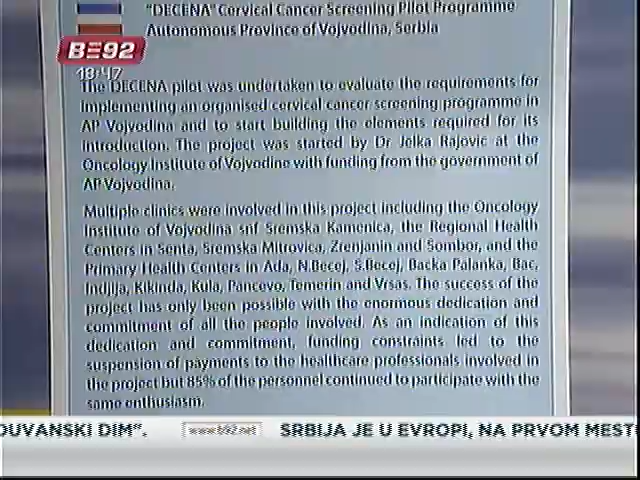 "DECENA" Cervical Cancer Screening Pilot Programme
Autonomous Province of Vojvodina, Serbia
BE92
18:47
The DECENA pilot was undertaken to evaluate the requirements for
implementing an organised cervical cancer screening programme in
AP Vojvodina and to start building the elements required for its
introduction. The project was started by Dr Jelka Rajovic at the
Oncology Institute of Vojvodine with funding from the government of
AP Vojvodina.
Multiple clinics were involved in this project including the Oncology
Institute of Vojvodina snf Sremska Kamenica, the Regional Health
Centers in Senta, Sremska Mitrovica, Zrenjanin and Sombor, and the
Primary Health Centers in Ada, N.Becej, S.Becej, Backa Palanka, Bac,
Indjija, Kikinda, Kula, Pancevo, Temerin and Vrsas. The success of the
project has only been possible with the enormous dedication and
commitment of all the people involved. As an indication of this
dedication and commitment, funding constraints led to the
suspension of payments to the healthcare professionals involved in
the project but 85% of the personnel continued to participate with the
same enthusiasm.
OUVANSKI DIM“. www.b92.net SRBIJA JE U EVROPI, NA PRVOM MESTO